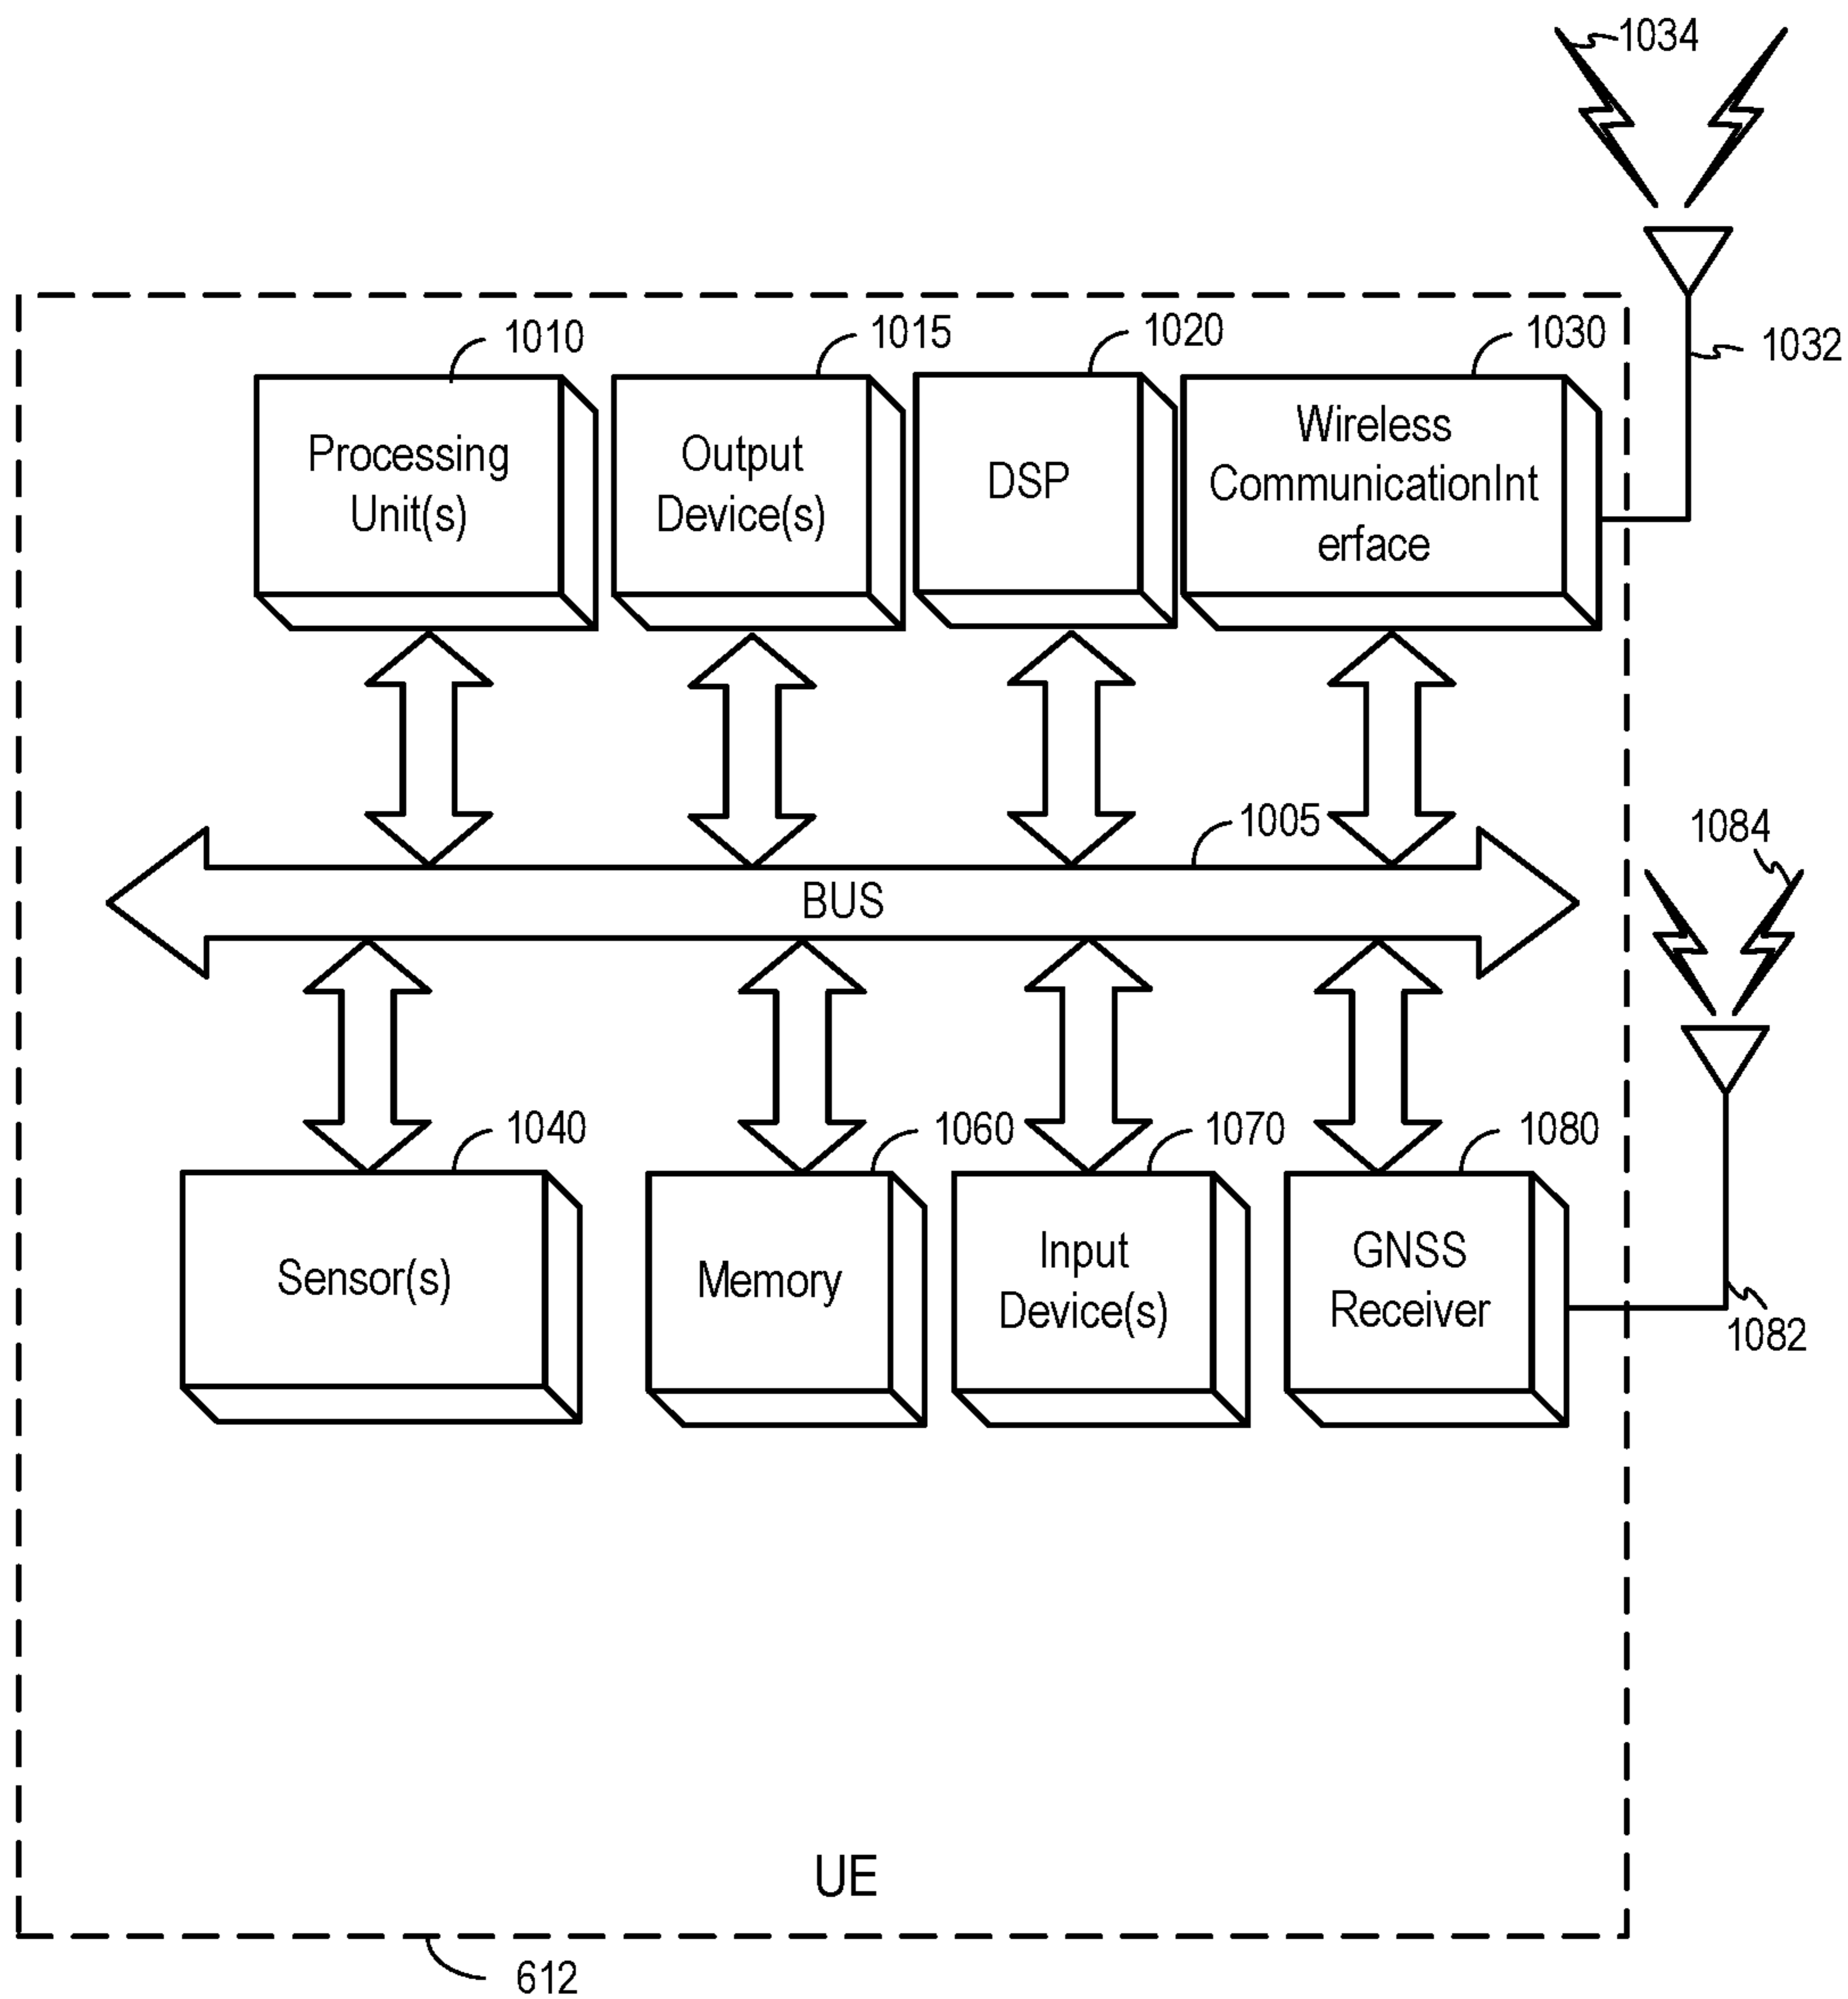 1034
1032
1010
1015
1020
1030
Processing
Unit(s)
Output
Device(s)
DSP
Wireless
CommunicationInt
erface
1005
BUS
1084
1040
1060
1070
1080
Sensor(s)
Memory
Input
Device(s)
GNSS
Receiver
1082
UE
612